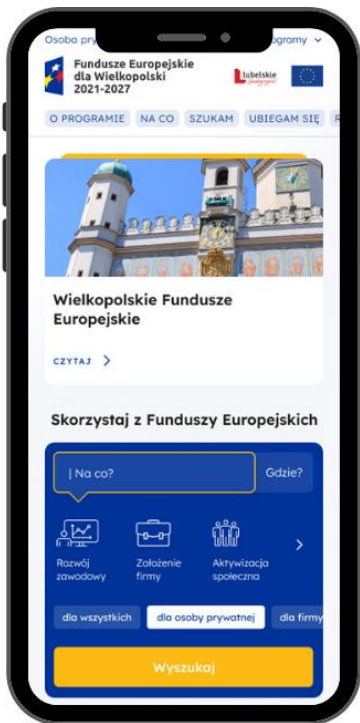 Osoba pry
ogramy
Fundusze Europejskie
dla Wielkopolski
2021-2027
lubelskie
O PROGRAMIE NA CO SZUKAM UBIEGAM SIĘ R
Wielkopolskie Fundusze
Europejskie
CZYTAJ
Skorzystaj z Funduszy Europejskich
| Na co? Gdzie?
Rozwój
zawodowy
Założenie
firmy
Aktywizacja
społeczna
dla wszystkich dla osoby prywatnej dla firmy
Wyszukaj